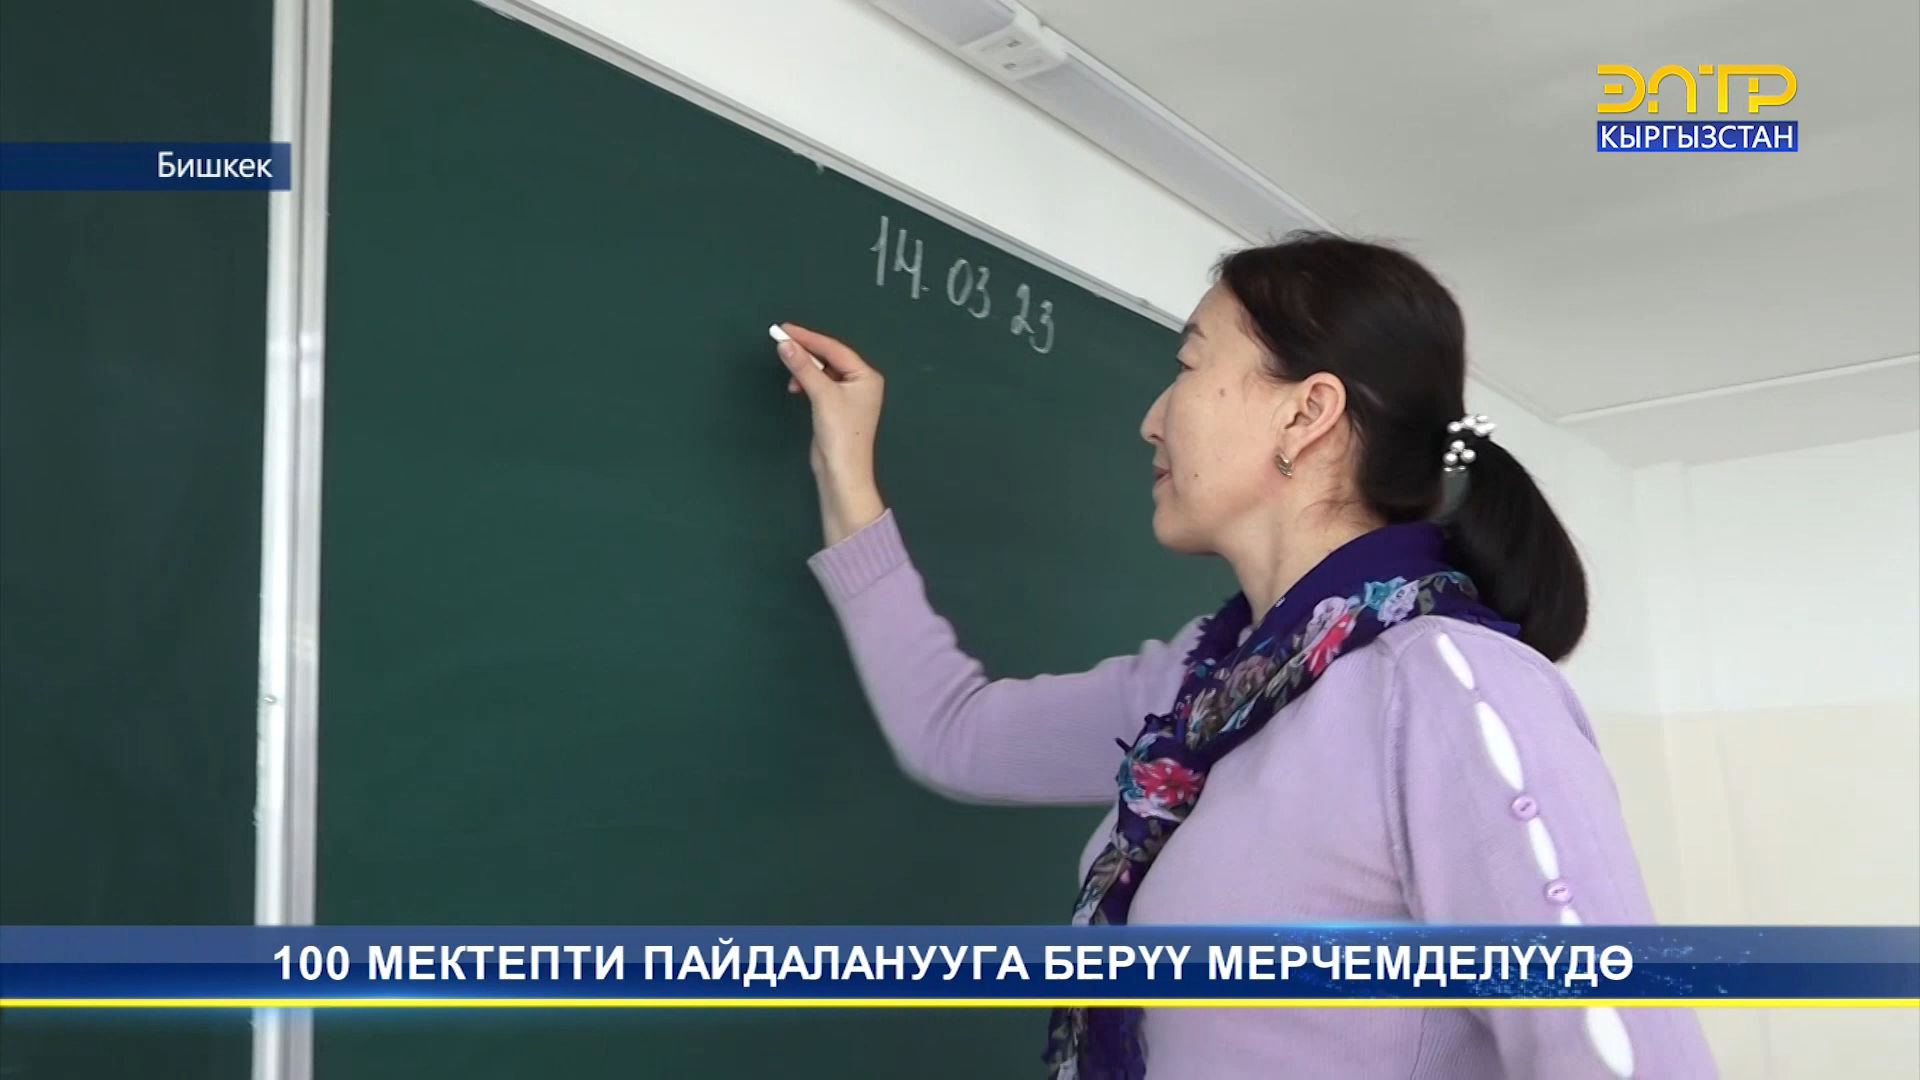 ЭЛТР
КЫРГЫЗСТАН
Бишкек
14.03 23
100 МЕКТЕПТИ ПАЙДАЛАНУУГА БЕРҮҮ МЕРЧЕМДЕЛҮҮДӨ